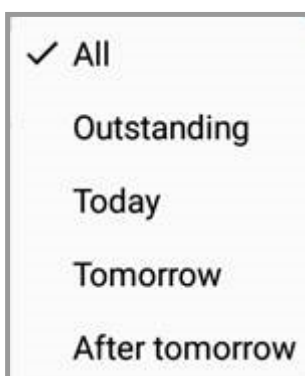 All
Outstanding
Today
Tomorrow
After tomorrow